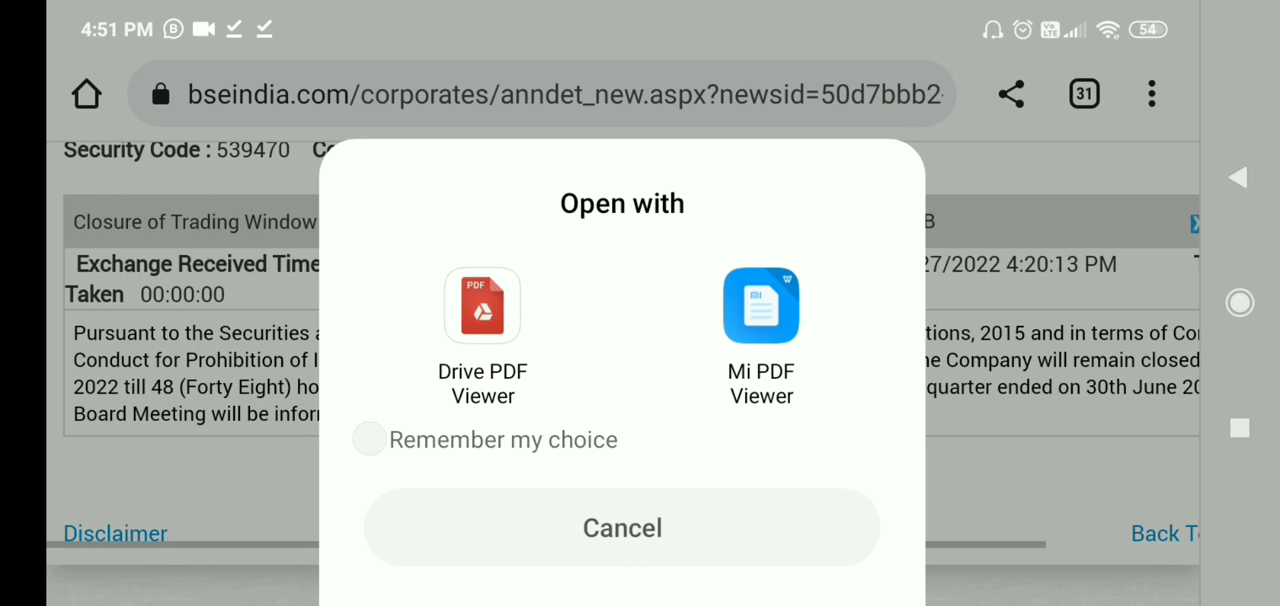 4:51 PM
Vo LTE
54
bseindia.com/corporates/anndet_new.aspx?newsid=50d7bbb2
31
Security Code : 539470
Closure of Trading Window
B
Exchange Received Time
27/2022 4:20:13 PM
Taken 00:00:00
Pursuant to the Securities
tions, 2015 and in terms of
Conduct for Prohibition of
Company will remain closed
2022 till 48 (Forty Eight)
quarter ended on 30th June
Board Meeting will be
Open with
PDF
mi
Drive PDF
Viewer
Mi PDF
Viewer
Remember my choice
Cancel
Disclaimer
Back